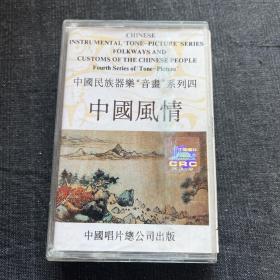 CHINESE
INSTRUMENTAL "TONE-PICTURE" SERIES
FOLKWAYS AND
CUSTOMS OF THE CHINESE PEOPLE
Fourth Series of "Tone-Picture"
中國民族器樂“音畫”系列四
中國風情
CRC
中國唱片總公司出版